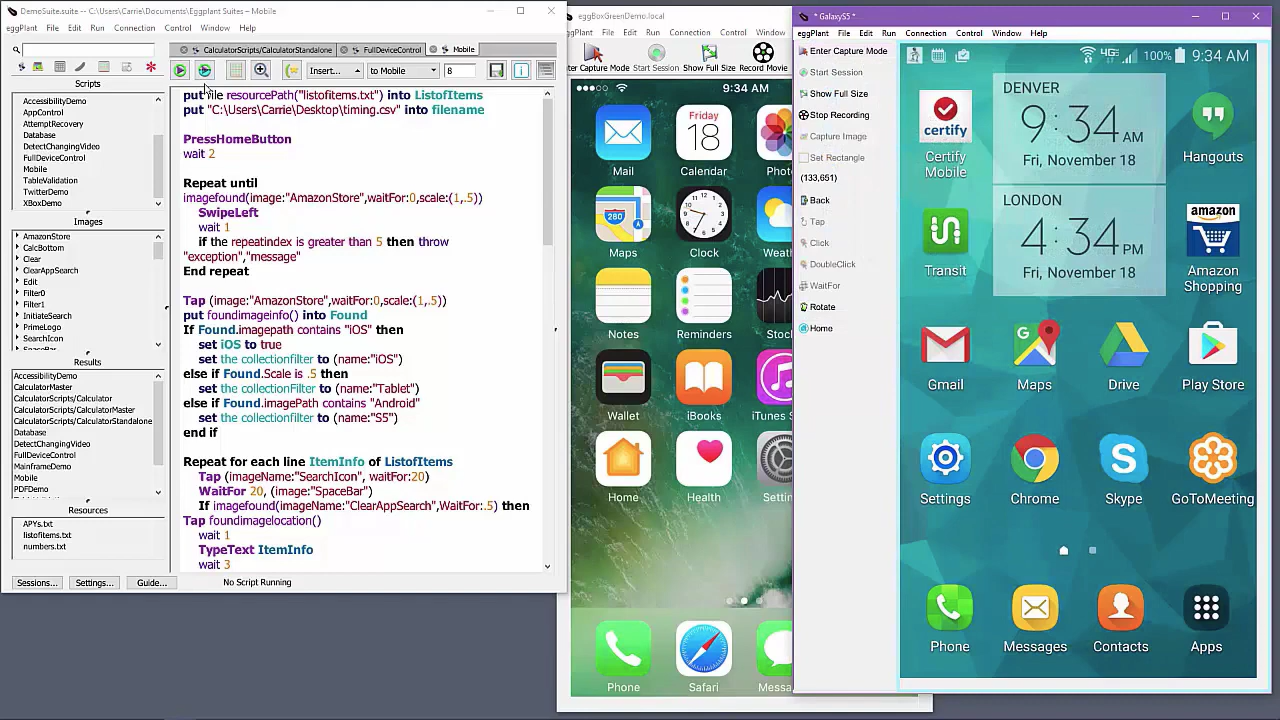 DemoSuite.suite -- C:\Users\Carrie\Documents\Eggplant Suites -- Mobile
eggPlant File Edit Run Connection Control Window Help
CalculatorScripts/CalculatorStandalone FullDeviceControl Mobile
Insert... to Mobile 8
Scripts
AccessibilityDemo
AppControl
AttemptRecovery
Database
DetectChangingVideo
FullDeviceControl
Mobile
TableValidation
TwitterDemo
XBoxDemo
Images
AmazonStore
CalcBottom
Clear
ClearAppSearch
Edit
Filter0
Filter1
InitiateSearch
PrimeLogo
SearchIcon
SpaceBar
Results
AccessibilityDemo
CalculatorMaster
CalculatorScripts/Calculator
CalculatorScripts/CalculatorMaster
CalculatorScripts/CalculatorStandalone
Database
DetectChangingVideo
FullDeviceControl
MainframeDemo
Mobile
PDFDemo
Resources
APYs.txt
listofitems.txt
numbers.txt
Sessions... Settings... Guide... No Script Running
put file resourcePath("listofitems.txt") into ListofItems
put "C:\Users\Carrie\Desktop\timing.csv" into filename
PressHomeButton
wait 2
Repeat until
imagefound(image:"AmazonStore",waitFor:0,scale:(1,.5))
SwipeLeft
wait 1
if the repeatindex is greater than 5 then throw
"exception","message"
End repeat
Tap (image:"AmazonStore",waitFor:0,scale:(1,.5))
put foundimageinfo() into Found
If Found.imagepath contains "iOS" then
set iOS to true
set the collectionfilter to (name:"iOS")
else if Found.Scale is .5 then
set the collectionFilter to (name:"Tablet")
else if Found.imagePath contains "Android"
set the collectionfilter to (name:"S5")
end if
Repeat for each line ItemInfo of ListofItems
Tap (imageName:"SearchIcon", waitFor:20)
WaitFor 20, (image:"SpaceBar")
If imagefound(imageName:"ClearAppSearch",WaitFor:.5) then
Tap foundimagelocation()
wait 1
TypeText ItemInfo
wait 3
eggBoxGreenDemo.local
eggPlant File Edit Run Connection Control
Enter Capture Mode Start Session Show Full Size Record Movie
9:34 AM
Friday
18
Mail Calendar
280
Maps Clock
Notes Reminders
Wallet iBooks iTunes S
Home Health
Phone Safari
* GalaxyS5 *
eggPlant File Edit Run Connection Control Window Help
Enter Capture Mode
Start Session
Show Full Size
Stop Recording
Capture Image
Set Rectangle
(133,651)
Back
Tap
Click
DoubleClick
WaitFor
Rotate
Home
31 4G LTE 100% 9:34 AM
certify
Certify
Mobile
DENVER
9:34 AM
Fri, November 18
Hangouts
Transit
LONDON
4:34 PM
Fri, November 18
amazon
Amazon
Shopping
Gmail Maps Drive Play Store
Settings Chrome Skype GoToMeeting
Phone Messages Contacts Apps